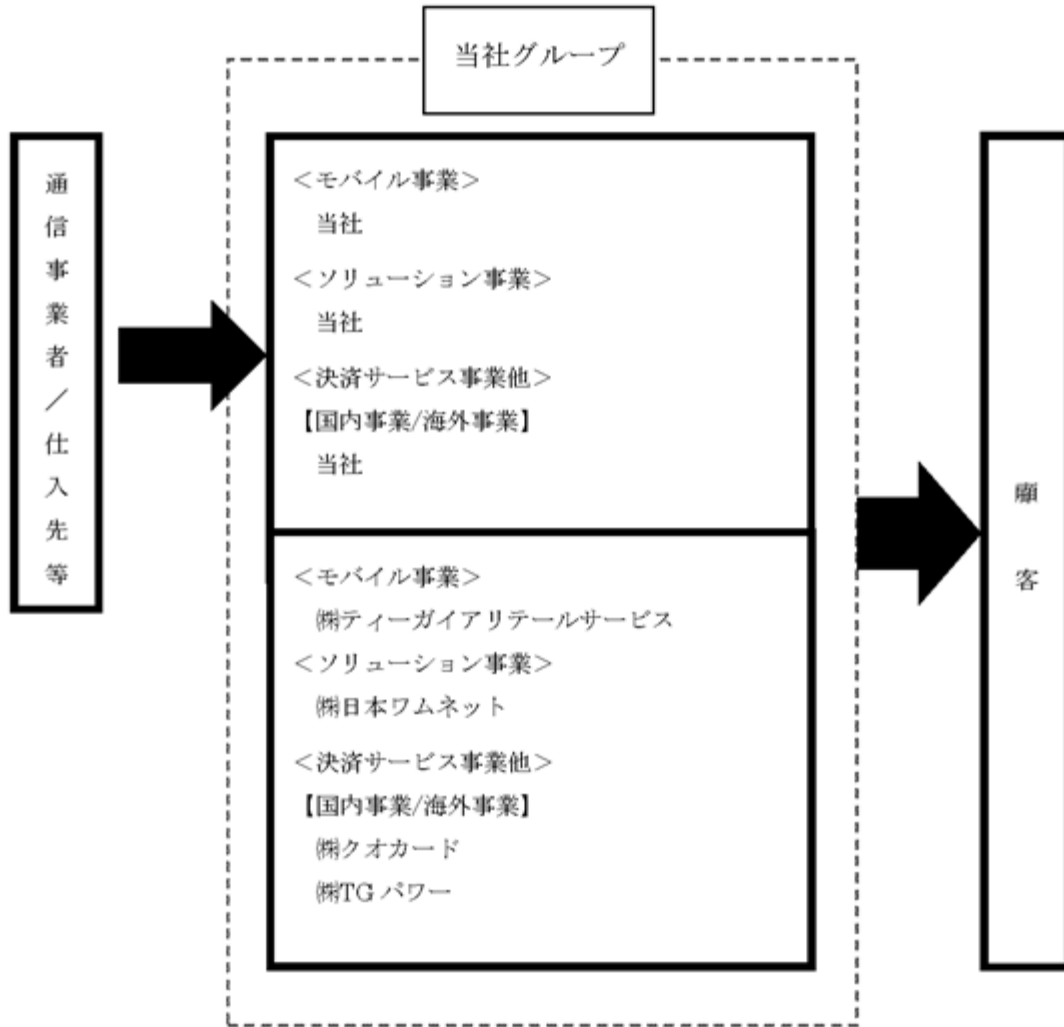 当社グループ
通信事業者／仕入先等
＜モバイル事業＞
当社
＜ソリューション事業＞
当社
＜決済サービス事業他＞
【国内事業/海外事業】
当社
＜モバイル事業＞
㈱ティーガイアリテールサービス
＜ソリューション事業＞
㈱日本ワムネット
＜決済サービス事業他＞
【国内事業/海外事業】
㈱クオカード
㈱TGパワー
顧客